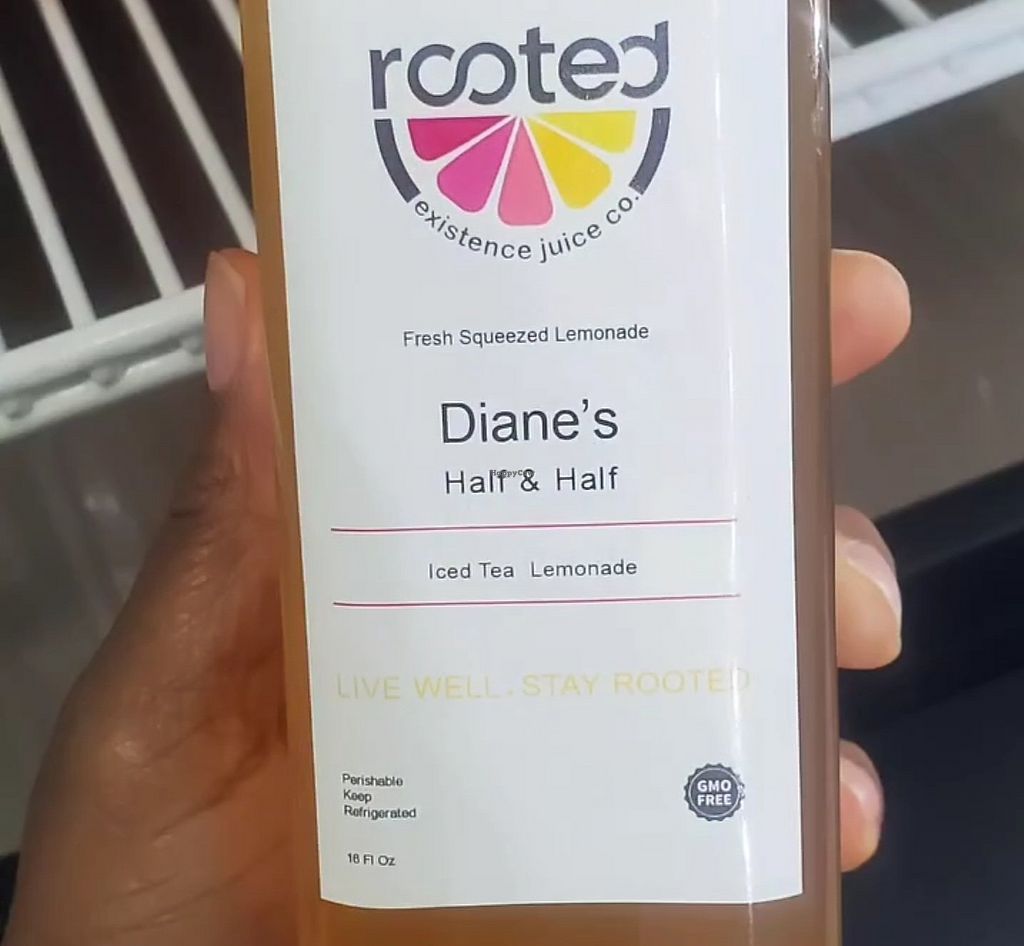 rooted
existence juice co.
Fresh Squeezed Lemonade
Diane's
Half & Half
HappyCow
Iced Tea Lemonade
LIVE WELL. STAY ROOTED
Perishable
Keep
Refrigerated
GMO
FREE
16 Fl Oz